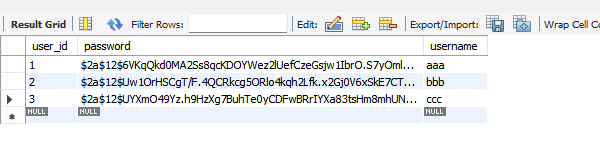 Result Grid Filter Rows: Edit: Export/Import: Wrap Cell Co
user_id password username
1 $2a$12$6VKqQkd0MA2Ss8qcKDOYWez2lUefCzeGsjw1IbrO.S7yOml... aaa
2 $2a$12$Uw1OrHSCgT/F.4QCRkcg5ORlo4kqh2Lfk.x2Gj0V6xSkE7CT... bbb
3 $2a$12$UYXmO49Yz.h9HzXg7BuhTe0yCDFwBRrIYXa83tsHm8mhUN... ccc
NULL NULL NULL